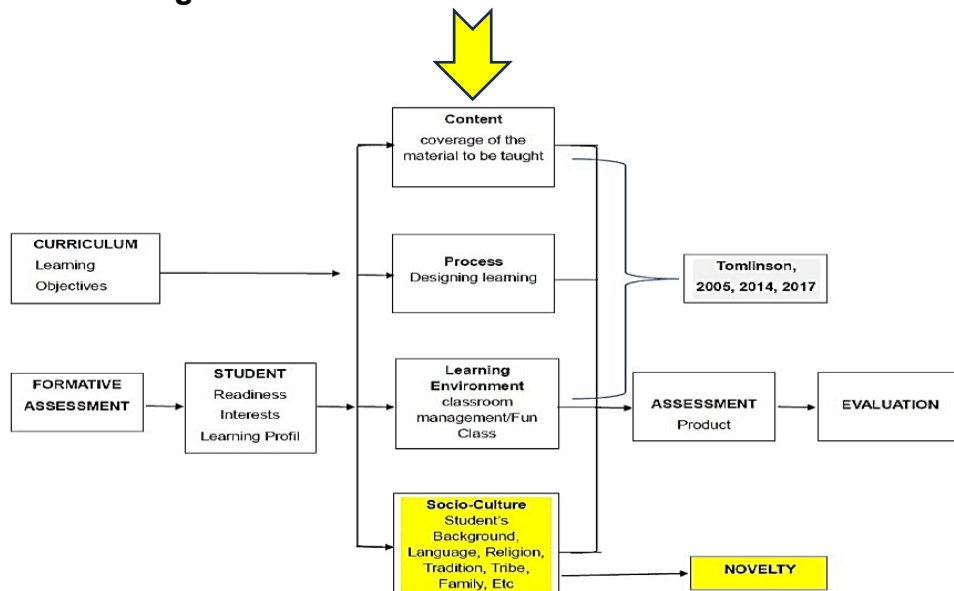 Content
coverage of the
material to be taught
CURRICULUM
Learning
Objectives
Process
Designing learning
Tomlinson,
2005, 2014, 2017
FORMATIVE
ASSESSMENT
STUDENT
Readiness
Interests
Learning Profil
Learning
Environment
classroom
management/Fun
Class
ASSESSMENT
Product
EVALUATION
Socio-Culture
Student's
Background,
Language, Religion,
Tradition, Tribe,
Family, Etc
NOVELTY